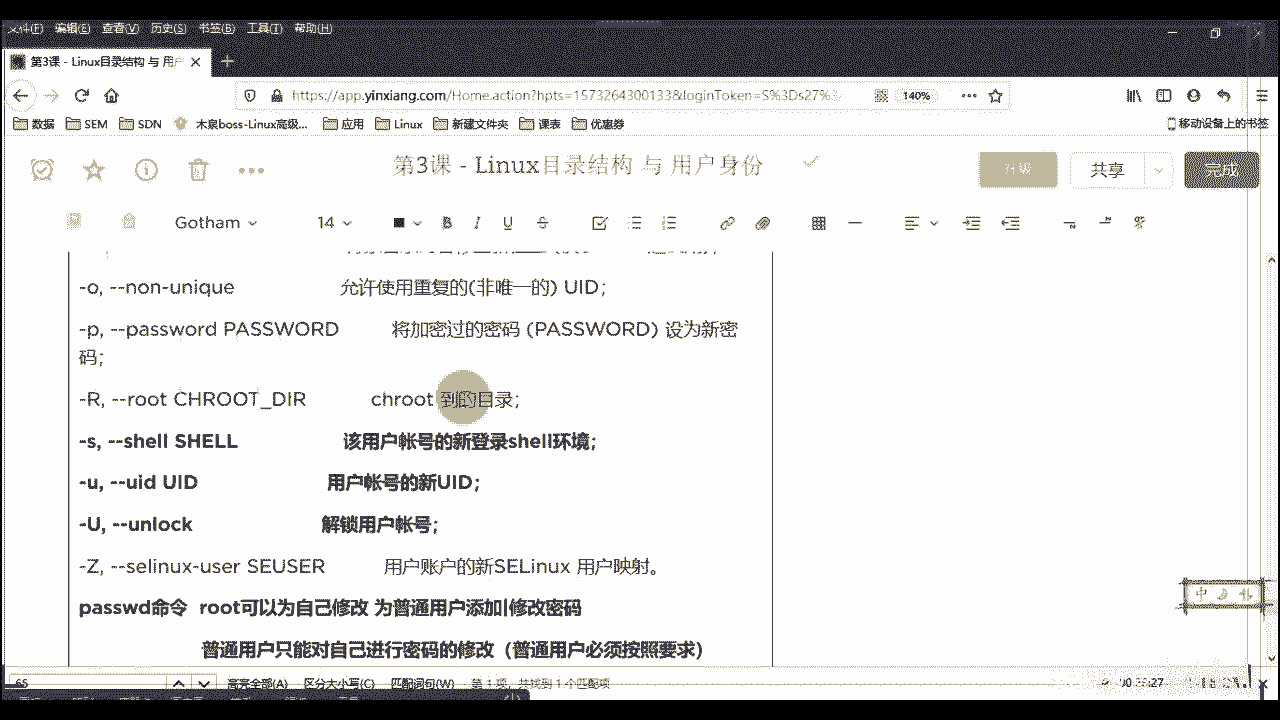 文件(F) 编辑(E) 查看(V) 历史(S) 书签(B) 工具(T) 帮助(H)
第3课 - Linux目录结构 与 用户
https://app.yinxiang.com/Home.action?hpts=1573264300133&loginToken=S%3Ds27%3 140%
数据 SEM SDN 木泉boss-Linux高级... 应用 Linux 新建文件夹 课表 优惠券 移动设备上的书签
第3课 - Linux目录结构 与 用户身份
升级 共享 完成
Gotham 14 B I U S
-o, --non-unique 允许使用重复的(非唯一的) UID;
-p, --password PASSWORD 将加密过的密码 (PASSWORD) 设为新密
码;
-R, --root CHROOT_DIR chroot 到的目录;
-s, --shell SHELL 该用户帐号的新登录shell环境;
-u, --uid UID 用户帐号的新UID;
-U, --unlock 解锁用户帐号;
-Z, --selinux-user SEUSER 用户账户的新SELinux 用户映射。
passwd命令 root可以为自己修改 为普通用户添加|修改密码
普通用户只能对自己进行密码的修改（普通用户必须按照要求）
中
65 高亮全部(A) 区分大小写(C) 匹配词句(W) 第 1 项，共找到 1 个匹配项